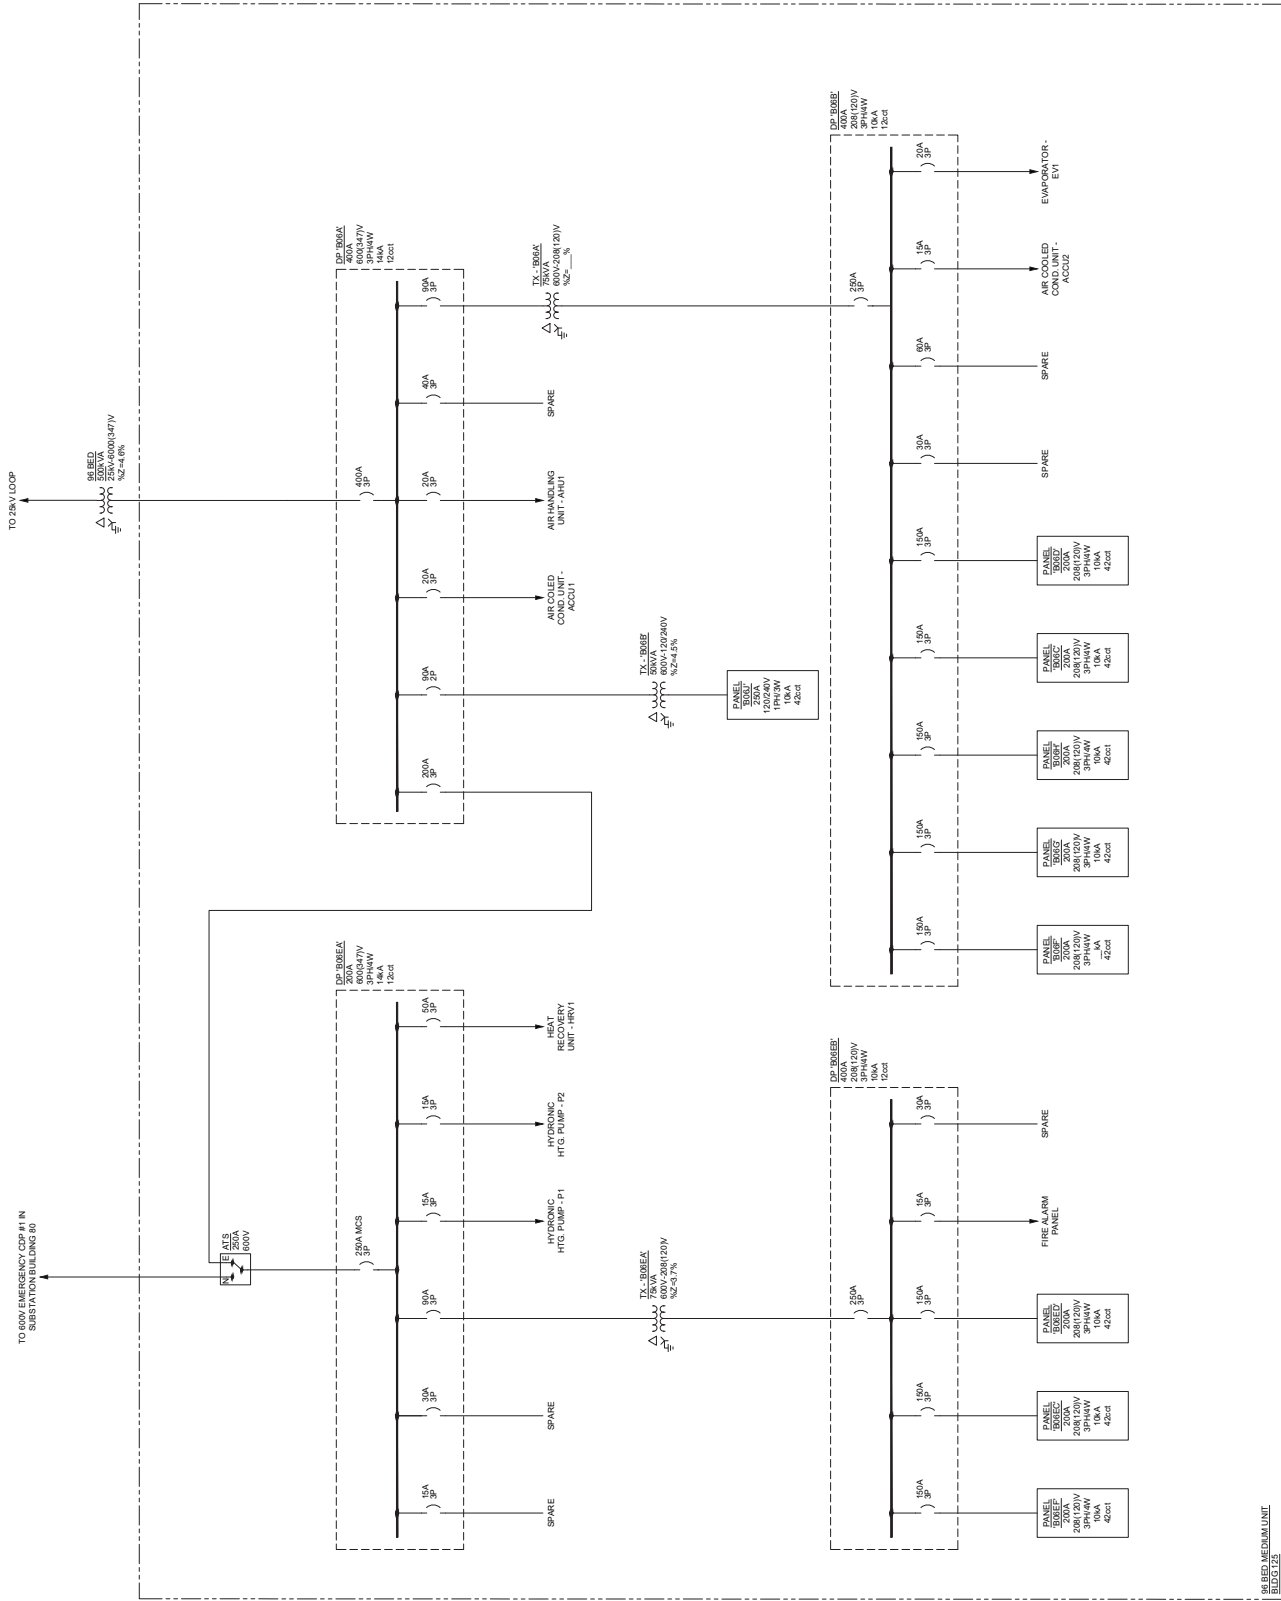 TO 600V EMERGENCY CDP #1 IN
SUBSTATION BUILDING 80
TO 25kV LOOP
96 BED
500kVA
25kV-6000(347)V
%Z=4.6%
ATS
250A
600V
N
E
DP 'B06EA'
200A
600(347)V
3PH/4W
14kA
12cct
250A MCS
3P
15A
3P
SPARE
30A
3P
SPARE
90A
3P
15A
3P
HYDRONIC
HTG. PUMP - P1
15A
3P
HYDRONIC
HTG. PUMP - P2
50A
3P
HEAT
RECOVERY
UNIT - HRV1
DP 'B06A'
400A
600(347)V
3PH/4W
14kA
12cct
400A
3P
200A
3P
90A
2P
20A
3P
AIR COLED
COND. UNIT -
ACCU1
20A
3P
AIR HANDLING
UNIT - AHU1
40A
3P
SPARE
90A
3P
TX - 'B06EA'
75kVA
600V-208(120)V
%Z=3.7%
TX - 'B06B'
50kVA
600V-120/240V
%Z=4.5%
PANEL
'B06J'
250A
120/240V
1PH/3W
10kA
42cct
TX - 'B06A'
75kVA
600V-208(120)V
%Z=___%
DP 'B06EB'
400A
208(120)V
3PH/4W
10kA
12cct
250A
3P
150A
3P
PANEL
'B06EF'
200A
208(120)V
3PH/4W
10kA
42cct
150A
3P
PANEL
'B06EC'
200A
208(120)V
3PH/4W
10kA
42cct
150A
3P
PANEL
'B06ED'
200A
208(120)V
3PH/4W
10kA
42cct
15A
3P
FIRE ALARM
PANEL
30A
3P
SPARE
DP 'B06B'
400A
208(120)V
3PH/4W
10kA
12cct
250A
3P
150A
3P
PANEL
'B06F'
200A
208(120)V
3PH/4W
__kA
42cct
150A
3P
PANEL
'B06G'
200A
208(120)V
3PH/4W
10kA
42cct
150A
3P
PANEL
'B06H'
200A
208(120)V
3PH/4W
10kA
42cct
150A
3P
PANEL
'B06C'
200A
208(120)V
3PH/4W
10kA
42cct
150A
3P
PANEL
'B06D'
200A
208(120)V
3PH/4W
10kA
42cct
30A
3P
SPARE
60A
3P
SPARE
15A
3P
AIR COOLED
COND. UNIT -
ACCU2
20A
3P
EVAPORATOR -
EV1
96 BED MEDIUM UNIT
BLDG 125